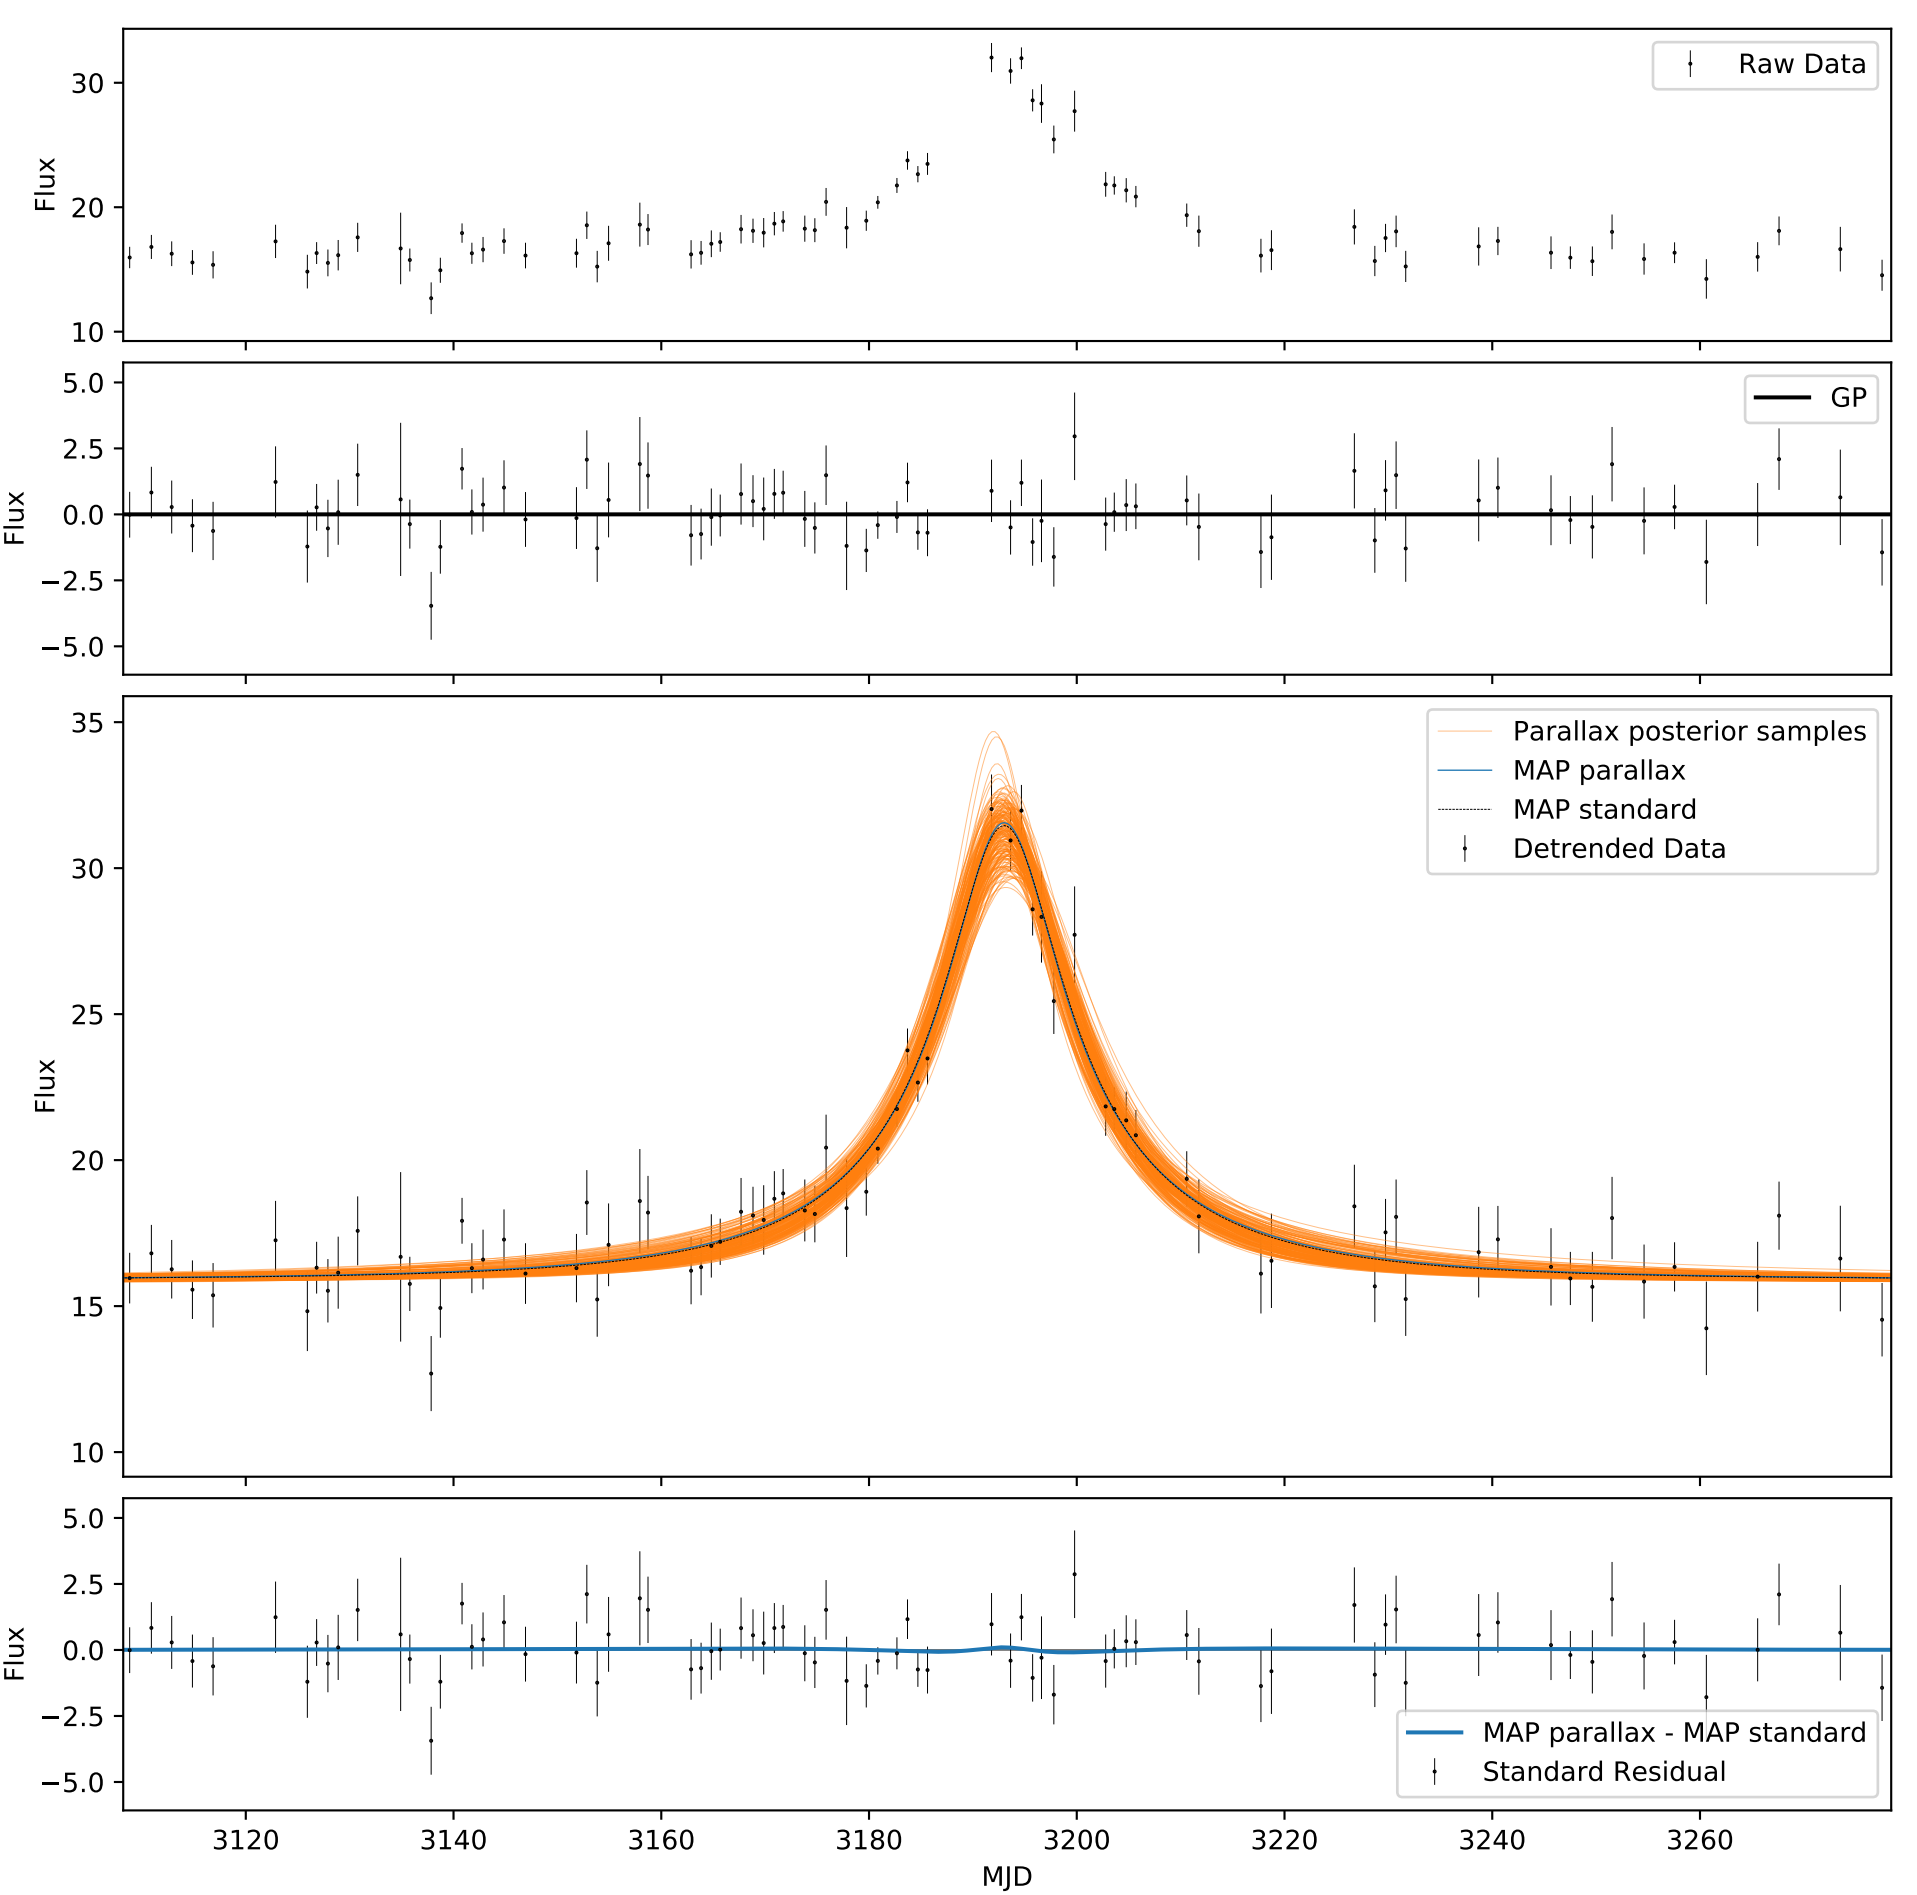 30
20
10
Flux
Raw Data
5.0
2.5
0.0
−2.5
−5.0
Flux
GP
35
30
25
20
15
10
Flux
Parallax posterior samples
MAP parallax
MAP standard
Detrended Data
5.0
2.5
0.0
−2.5
−5.0
Flux
MAP parallax - MAP standard
Standard Residual
3120 3140 3160 3180 3200 3220 3240 3260
MJD